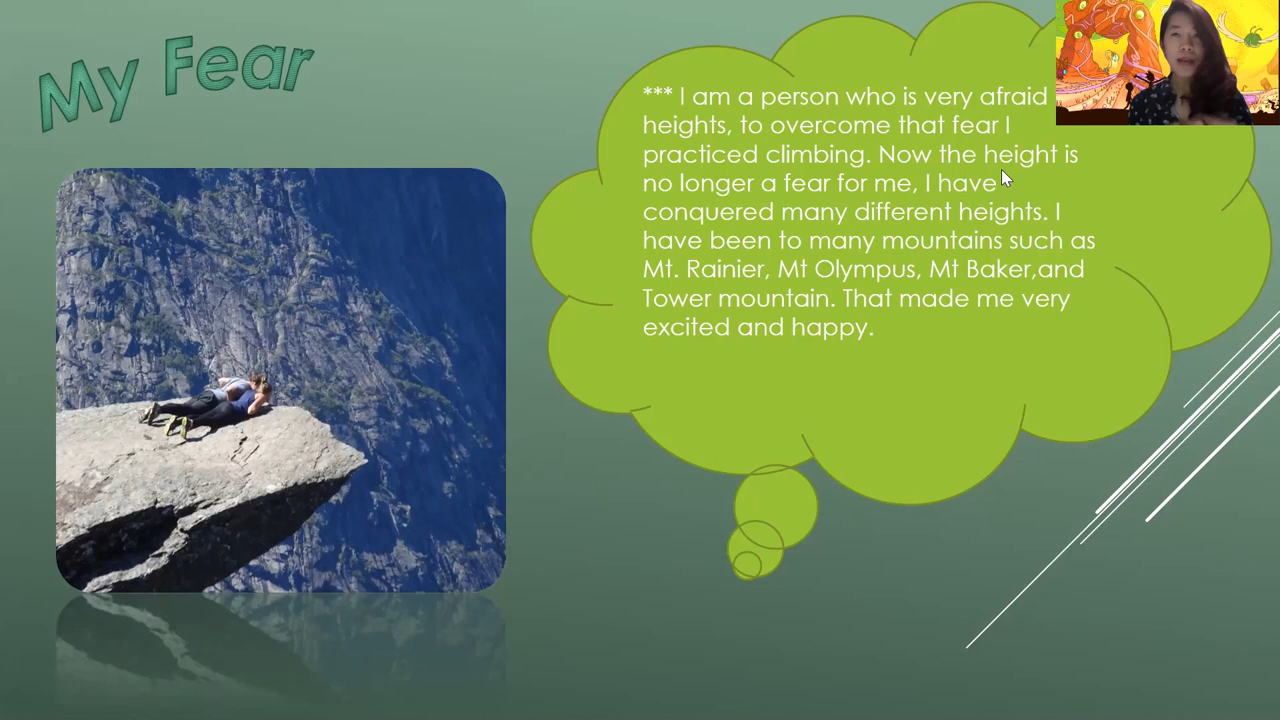 My Fear
*** I am a person who is very afraid
heights, to overcome that fear I
practiced climbing. Now the height is
no longer a fear for me, I have
conquered many different heights. I
have been to many mountains such as
Mt. Rainier, Mt Olympus, Mt Baker,and
Tower mountain. That made me very
excited and happy.